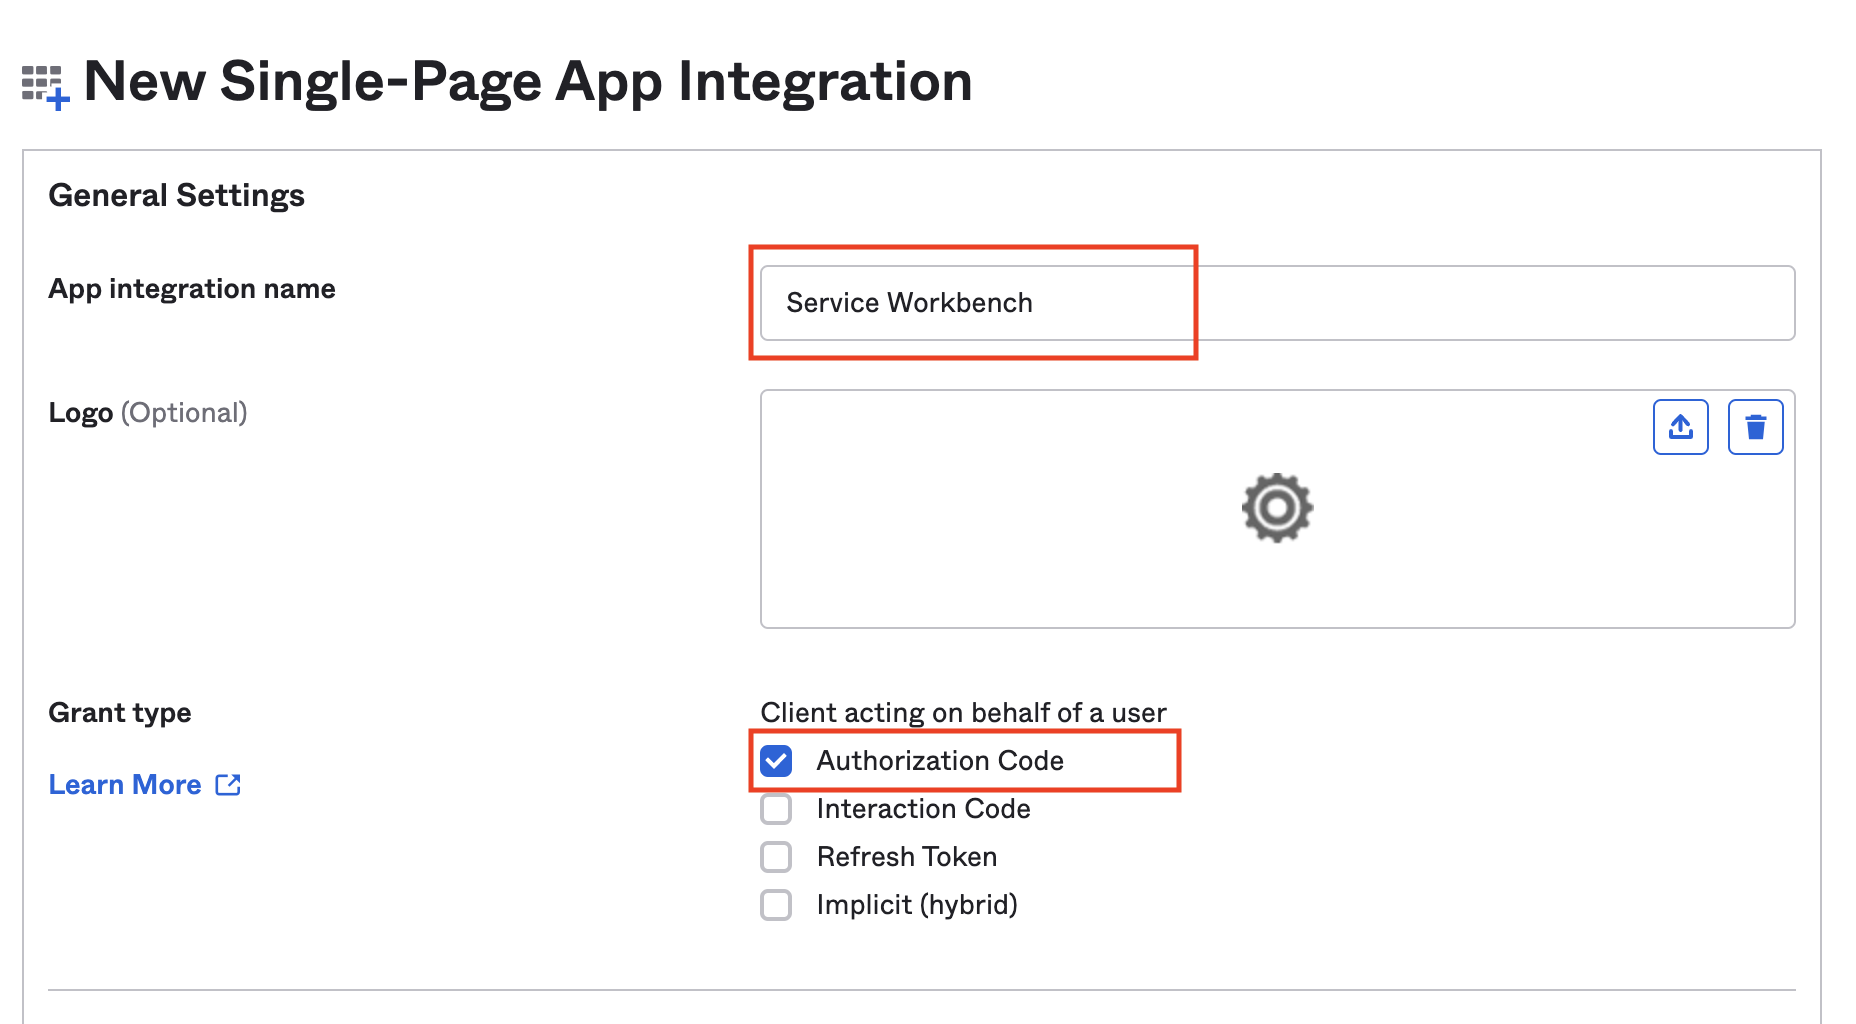 New Single-Page App Integration
General Settings
App integration name
Service Workbench
Logo (Optional)
Grant type
Client acting on behalf of a user
Authorization Code
Learn More
Interaction Code
Refresh Token
Implicit (hybrid)